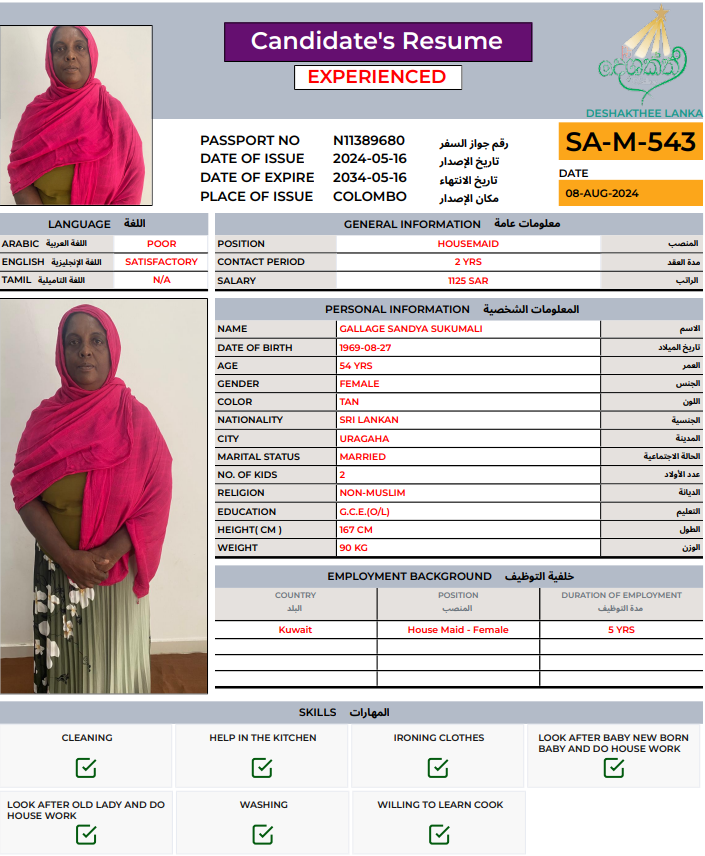 Candidate's Resume
EXPERIENCED
දේශක්ති
DESHAKTHEE LANKA
PASSPORT NO N11389680 رقم جواز السفر
DATE OF ISSUE 2024-05-16 تاريخ الإصدار
DATE OF EXPIRE 2034-05-16 تاريخ الانتهاء
PLACE OF ISSUE COLOMBO مكان الإصدار
SA-M-543
DATE
08-AUG-2024
LANGUAGE اللغة
ARABIC اللغة العربية POOR
ENGLISH اللغة الإنجليزية SATISFACTORY
TAMIL اللغة التاميلية N/A
GENERAL INFORMATION معلومات عامة
POSITION HOUSEMAID المنصب
CONTACT PERIOD 2 YRS مدة العقد
SALARY 1125 SAR الراتب
PERSONAL INFORMATION المعلومات الشخصية
NAME GALLAGE SANDYA SUKUMALI الاسم
DATE OF BIRTH 1969-08-27 تاريخ الميلاد
AGE 54 YRS العمر
GENDER FEMALE الجنس
COLOR TAN اللون
NATIONALITY SRI LANKAN الجنسية
CITY URAGAHA المدينة
MARITAL STATUS MARRIED الحالة الاجتماعية
NO. OF KIDS 2 عدد الأولاد
RELIGION NON-MUSLIM الديانة
EDUCATION G.C.E.(O/L) التعليم
HEIGHT( CM ) 167 CM الطول
WEIGHT 90 KG الوزن
EMPLOYMENT BACKGROUND خلفية التوظيف
COUNTRY POSITION DURATION OF EMPLOYMENT
البلد المنصب مدة التوظيف
Kuwait House Maid - Female 5 YRS
SKILLS المهارات
CLEANING
HELP IN THE KITCHEN
IRONING CLOTHES
LOOK AFTER BABY NEW BORN
BABY AND DO HOUSE WORK
LOOK AFTER OLD LADY AND DO
HOUSE WORK
WASHING
WILLING TO LEARN COOK